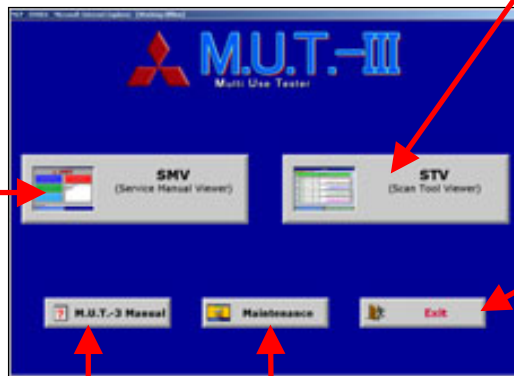 M.U.T.-III
Multi Use Tester
SMV
(Service Manual Viewer)
STV
(Scan Tool Viewer)
M.U.T.-3 Manual
Maintenance
Exit